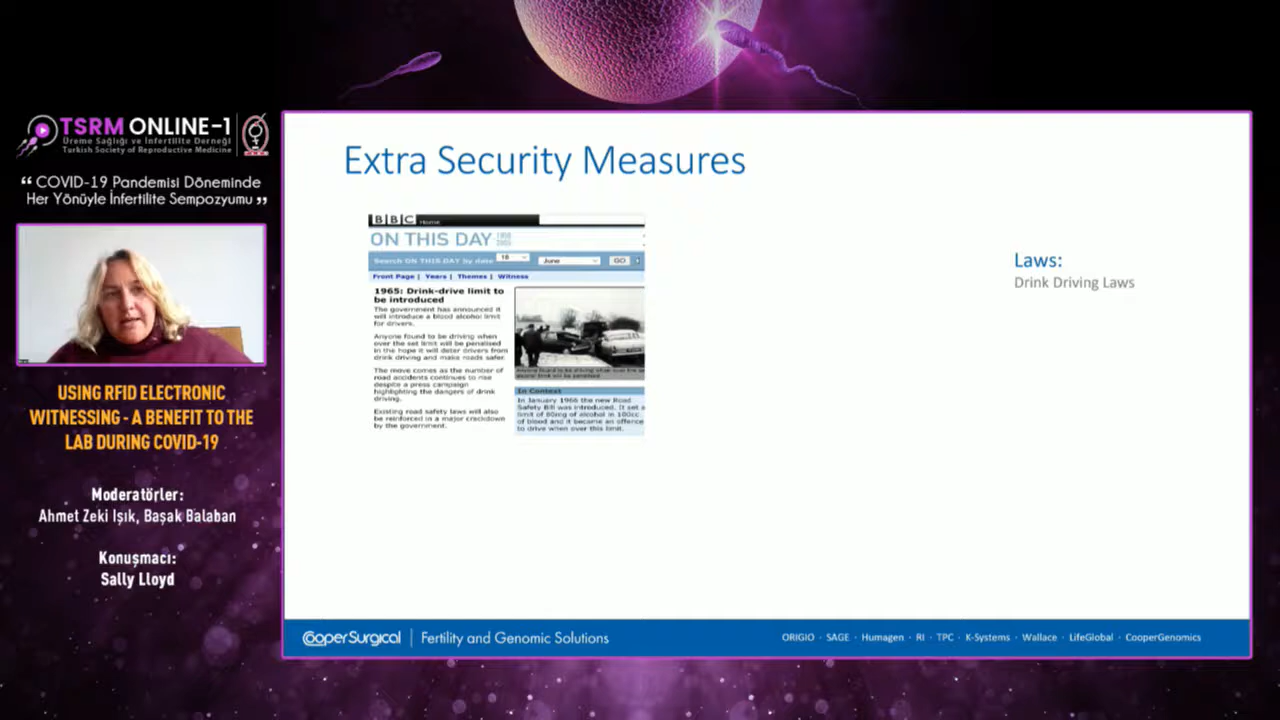 TSRM ONLINE-1
Üreme Sağlığı ve İnfertilite Derneği
Turkish Society of Reproductive Medicine
“ COVID-19 Pandemisi Döneminde
Her Yönüyle İnfertilite Sempozyumu ”
USING RFID ELECTRONIC
WITNESSING - A BENEFIT TO THE
LAB DURING COVID-19
Moderatörler:
Ahmet Zeki Işık, Başak Balaban
Konuşmacı:
Sally Lloyd
Extra Security Measures
BBC Home
ON THIS DAY
Search ON THIS DAY by date
June
GO
Front Page | Years | Themes | Witness
1965: Drink-drive limit to
be introduced
The government has announced it
will introduce a blood alcohol limit
for drivers.
Anyone found to be driving when
over the set limit will be penalised
in the hope it will deter drivers from
drink driving and make roads safer.
The move comes as the number of
road accidents continues to rise
despite a press campaign
highlighting the dangers of drink
driving.
Existing road safety laws will also
be reinforced in a major crackdown
by the government.
In Context
In January 1966 the new Road
Safety Bill was introduced. It set a
limit of 80mg of alcohol in 100cc
of blood and it became an offence
to drive when over this limit.
Laws:
Drink Driving Laws
CooperSurgical | Fertility and Genomic Solutions
ORIGIO · SAGE · Humagen · RI · TPC · K-Systems · Wallace · LifeGlobal · CooperGenomics